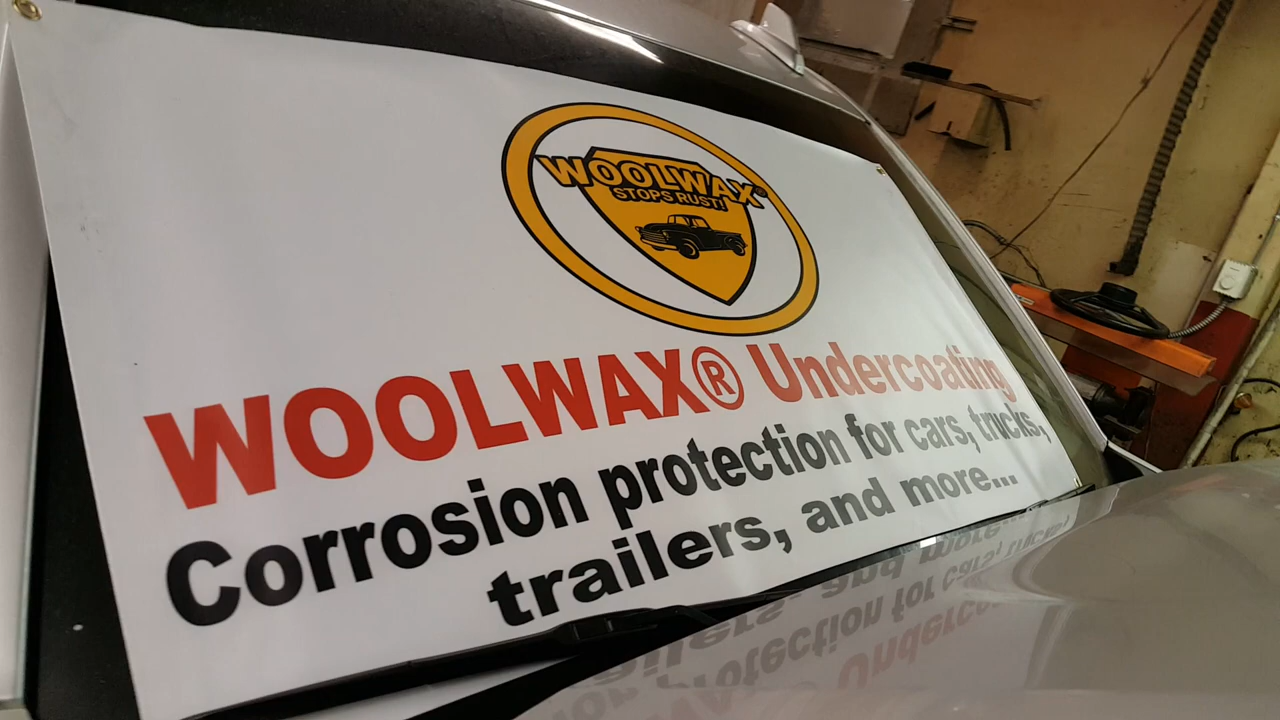 WOOLWAX®
STOPS RUST!
WOOLWAX® Undercoating
Corrosion protection for cars, trucks,
trailers, and more...